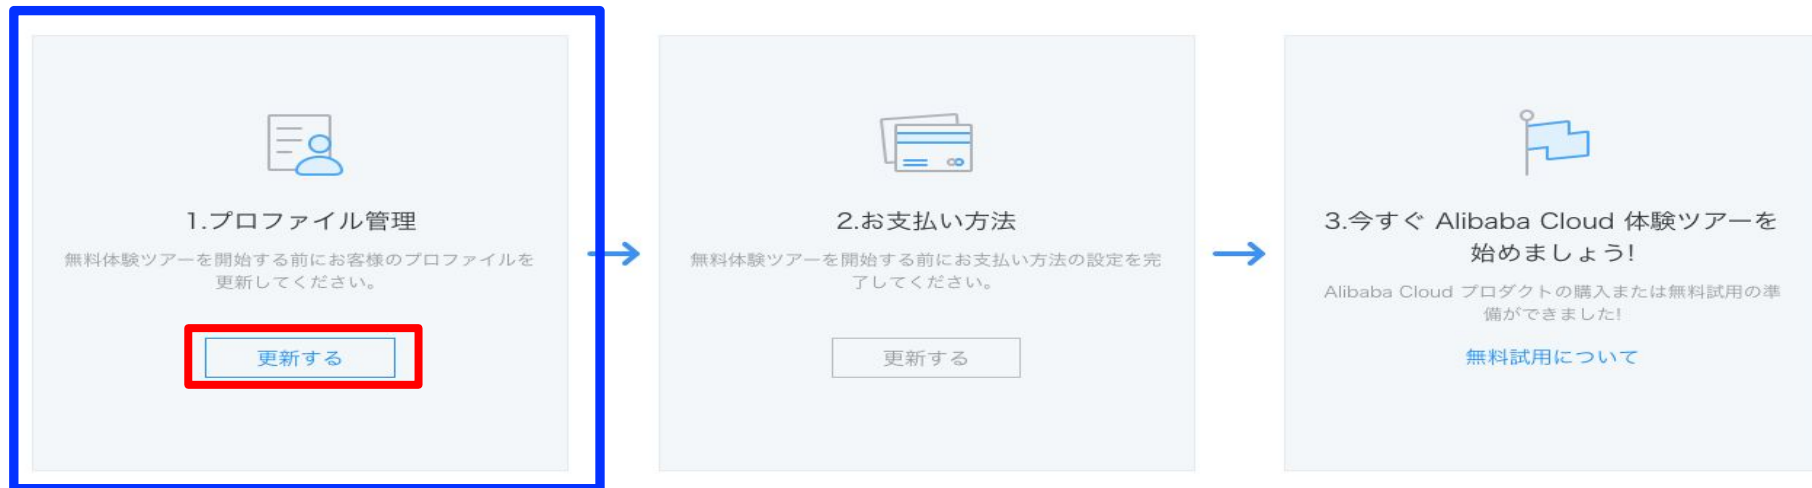 1.プロファイル管理
無料体験ツアーを開始する前にお客様のプロファイルを
更新してください。
更新する
2.お支払い方法
無料体験ツアーを開始する前にお支払い方法の設定を完
了してください。
更新する
3.今すぐ Alibaba Cloud 体験ツアーを
始めましょう!
Alibaba Cloud プロダクトの購入または無料試用の準
備ができました!
無料試用について